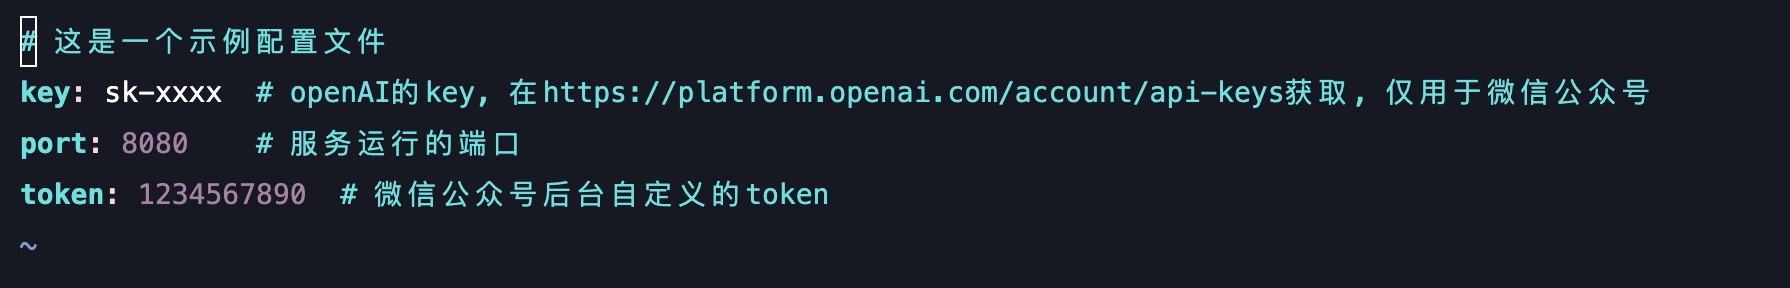 # 这是一个示例配置文件
key: sk-xxxx  # openAI的key，在https://platform.openai.com/account/api-keys获取，仅用于微信公众号
port: 8080    # 服务运行的端口
token: 1234567890  # 微信公众号后台自定义的token
~